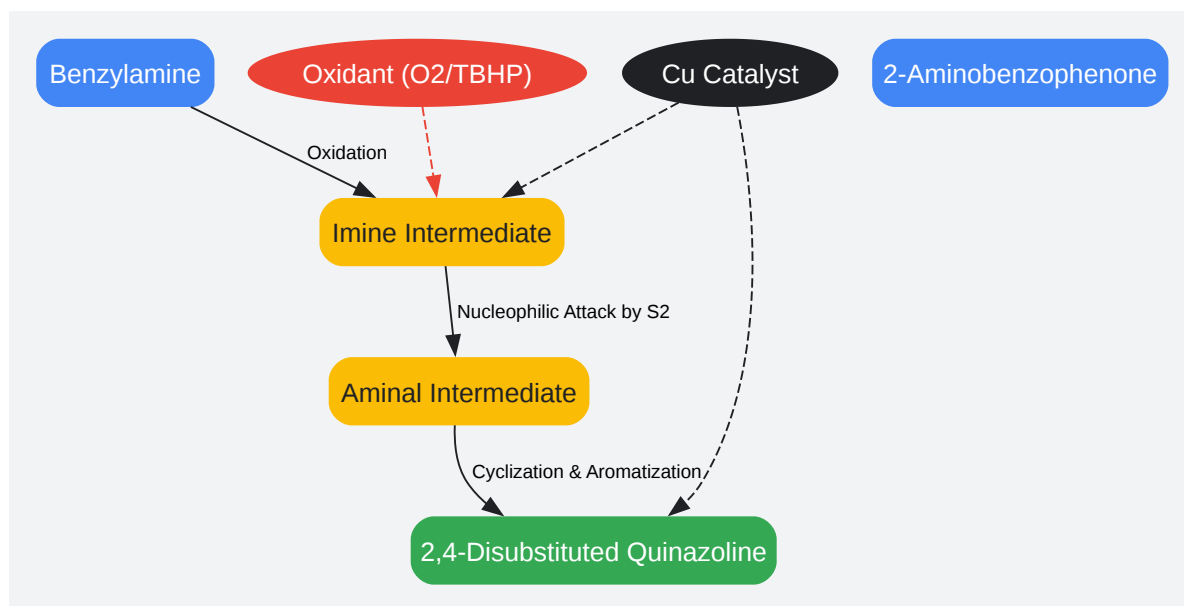 Benzylamine
Oxidant (O2/TBHP)
Cu Catalyst
2-Aminobenzophenone
Oxidation
Imine Intermediate
Nucleophilic Attack by S2
Aminal Intermediate
Cyclization & Aromatization
2,4-Disubstituted Quinazoline